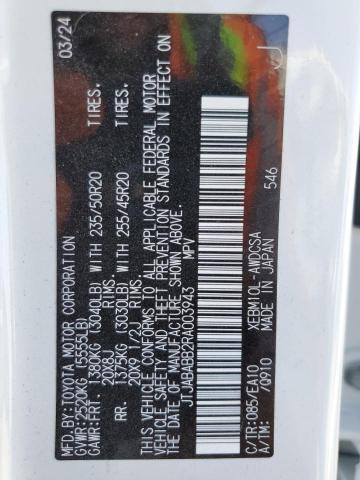 MFD.BY:TOYOTA MOTOR CORPORATION 03/24
GVWR:2520KG (5555LB)
GAWR:FRT. 1380KG (3040LB) WITH 235/50R20 TIRES.
20X8J RIMS
RR. 1375KG (3030LB) WITH 255/45R20 TIRES.
20X9 1/2J RIMS
THIS VEHICLE CONFORMS TO ALL APPLICABLE FEDERAL MOTOR
VEHICLE SAFETY AND THEFT PREVENTION STANDARDS IN EFFECT ON
THE DATE OF MANUFACTURE SHOWN ABOVE.
JTJABABB2RA003943 MPV
C/TR:085/EA10 XEBM10L-AWDCSA
A/TM: /Q910 MADE IN JAPAN 546